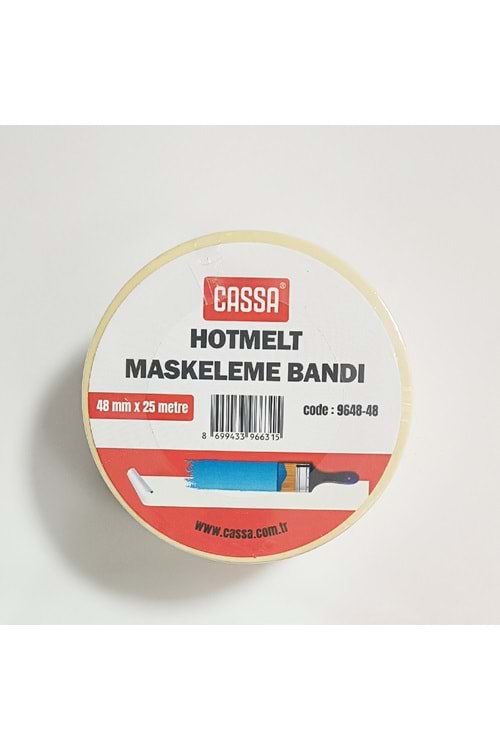 CASSA®
HOTMELT
MASKELEME BANDI
48 mm x 25 metre
code : 9648-48
8 699433 966315
www.cassa.com.tr